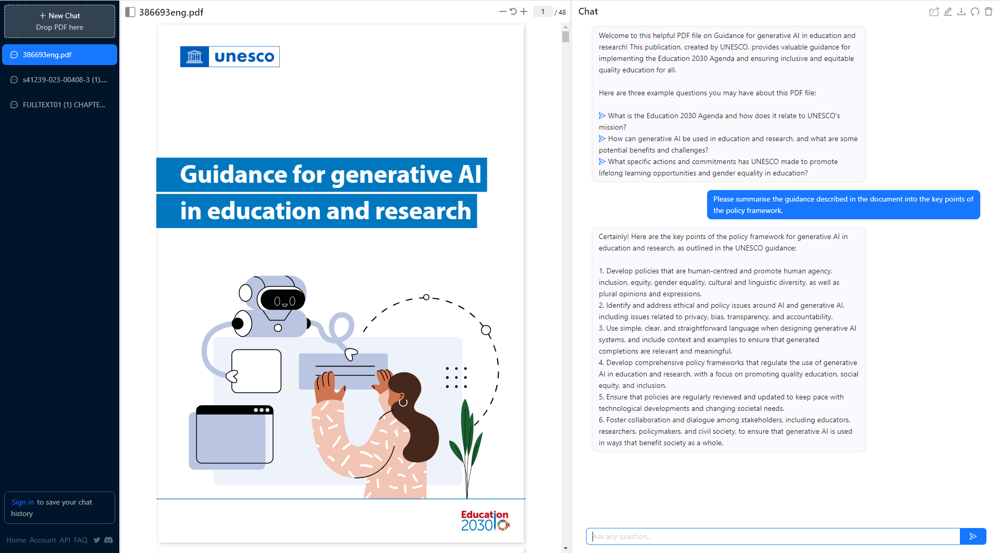 New Chat
Drop PDF here
386693eng.pdf
s41239-023-00408-3 (1)....
FULLTEXT01 (1) CHAPTE...
Sign in to save your chat
history
Home Account API FAQ
386693eng.pdf
1 / 48
unesco
Guidance for generative AI
in education and research
Education
2030
Chat
Welcome to this helpful PDF file on Guidance for generative AI in education and
research! This publication, created by UNESCO, provides valuable guidance for
implementing the Education 2030 Agenda and ensuring inclusive and equitable
quality education for all.
Here are three example questions you may have about this PDF file:
What is the Education 2030 Agenda and how does it relate to UNESCO's
mission?
How can generative AI be used in education and research, and what are some
potential benefits and challenges?
What specific actions and commitments has UNESCO made to promote
lifelong learning opportunities and gender equality in education?
Please summarise the guidance described in the document into the key points of
the policy framework.
Certainly! Here are the key points of the policy framework for generative AI in
education and research, as outlined in the UNESCO guidance:
1. Develop policies that are human-centred and promote human agency,
inclusion, equity, gender equality, cultural and linguistic diversity, as well as
plural opinions and expressions.
2. Identify and address ethical and policy issues around AI and generative AI,
including issues related to privacy, bias, transparency, and accountability.
3. Use simple, clear, and straightforward language when designing generative AI
systems, and include context and examples to ensure that generated
completions are relevant and meaningful.
4. Develop comprehensive policy frameworks that regulate the use of generative
AI in education and research, with a focus on promoting quality education, social
equity, and inclusion.
5. Ensure that policies are regularly reviewed and updated to keep pace with
technological developments and changing societal needs.
6. Foster collaboration and dialogue among stakeholders, including educators,
researchers, policymakers, and civil society, to ensure that generative AI is used
in ways that benefit society as a whole.
Ask any question...